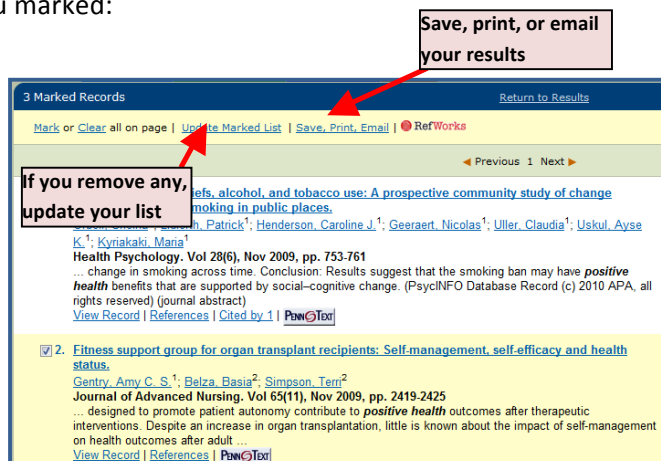 u marked:
Save, print, or email
your results
3 Marked Records Return to Results
Mark or Clear all on page | Update Marked List | Save, Print, Email | RefWorks
Previous 1 Next
If you remove any,
update your list
iefs, alcohol, and tobacco use: A prospective community study of change
moking in public places.
h, Patrick1; Henderson, Caroline J.1; Geeraert, Nicolas1; Uller, Claudia1; Uskul, Ayse
K.1; Kyriakaki, Maria1
Health Psychology. Vol 28(6), Nov 2009, pp. 753-761
... change in smoking across time. Conclusion: Results suggest that the smoking ban may have positive
health benefits that are supported by social–cognitive change. (PsycINFO Database Record (c) 2010 APA, all
rights reserved) (journal abstract)
View Record | References | Cited by 1 | PENNTEXT
2. Fitness support group for organ transplant recipients: Self-management, self-efficacy and health
status.
Gentry, Amy C. S.1; Belza, Basia2; Simpson, Terri2
Journal of Advanced Nursing. Vol 65(11), Nov 2009, pp. 2419-2425
... designed to promote patient autonomy contribute to positive health outcomes after therapeutic
interventions. Despite an increase in organ transplantation, little is known about the impact of self-management
on health outcomes after adult ...
View Record | References | PENNTEXT